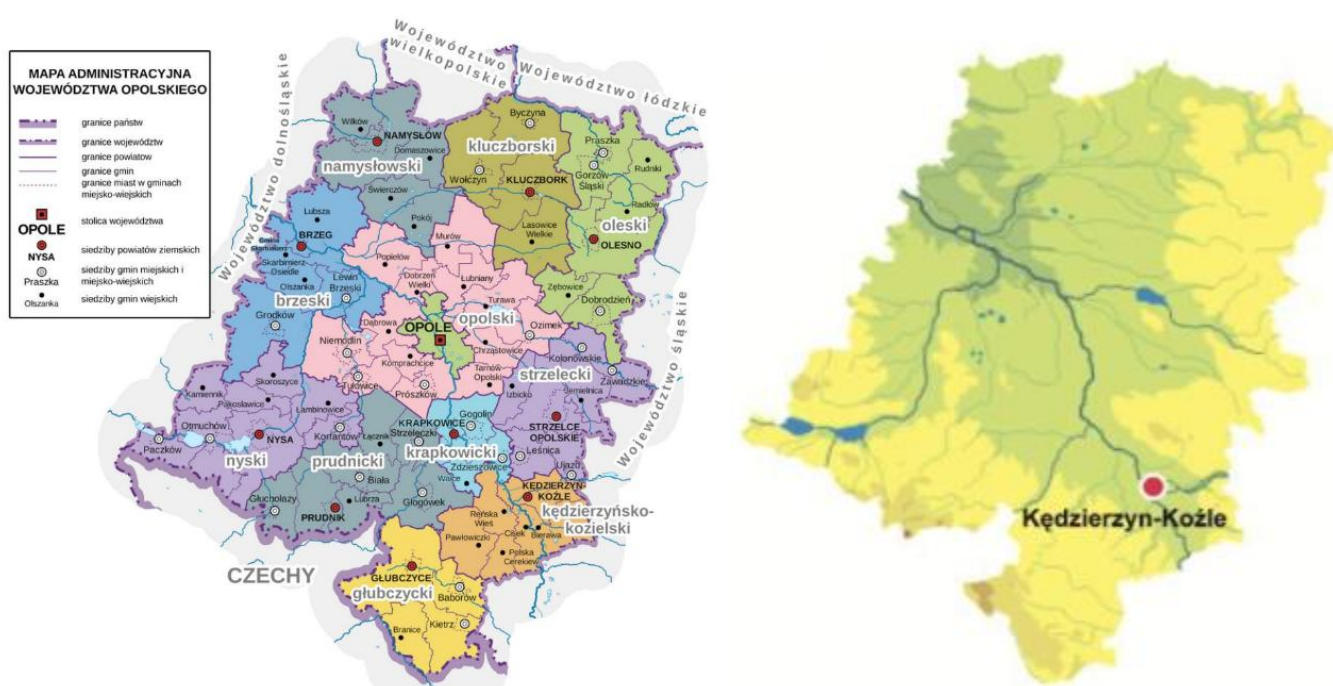 MAPA ADMINISTRACYJNA
WOJEWÓDZTWA OPOLSKIEGO
granice państw
granice województw
granice powiatow
granice gmin
granice miast w gminach
miejsko-wiejskich
OPOLE
stolica województwa
NYSA
siedziby powiatów ziemskich
Praszka
siedziby gmin miejskich i
miejsko-wiejskich
Olszanka
siedziby gmin wiejskich
Województwo dolnośląskie
Województwo
wielkopolskie
Województwo łódzkie
Województwo śląskie
Wilków
NAMYSŁÓW
Domaszowice
namysłowski
Świerczów
Pokój
Byczyna
kluczborski
Wołczyn
KLUCZBORK
Lasowice
Wielkie
Praszka
Rudniki
Gorzów
Śląski
Radłów
oleski
OLESNO
Zębowice
Dobrodzień
Lubsza
BRZEG
Skarbimierz-
Osiedle
Olszanka
Lewin
Brzeski
brzeski
Grodków
Murów
Popielów
Dobrzeń
Wielki
Łubniany
Turawa
opolski
OPOLE
Dąbrowa
Ozimek
Niemodlin
Chrząstowice
Komprachcice
Tarnów
Opolski
Tułowice
Prószków
Kolonowskie
strzelecki
Zawadzkie
Izbicko
Jemielnica
STRZELCE
OPOLSKIE
Leśnica
Ujazd
Skoroszyce
Kamiennik
Pakosławice
Łambinowice
Otmuchów
Paczków
NYSA
Korfantów
nyski
Głuchołazy
Łącznik
prudnicki
Biała
Lubrza
PRUDNIK
Głogówek
KRAPKOWICE
Gogolin
Strzeleczki
krapkowicki
Zdzieszowice
Walce
KĘDZIERZYN-
KOŹLE
kędzierzyńsko-
kozielski
Reńska
Wieś
Cisek
Bierawa
Pawłowiczki
Polska
Cerekiew
CZECHY
GŁUBCZYCE
głubczycki
Baborów
Kietrz
Branice
Kędzierzyn-Koźle